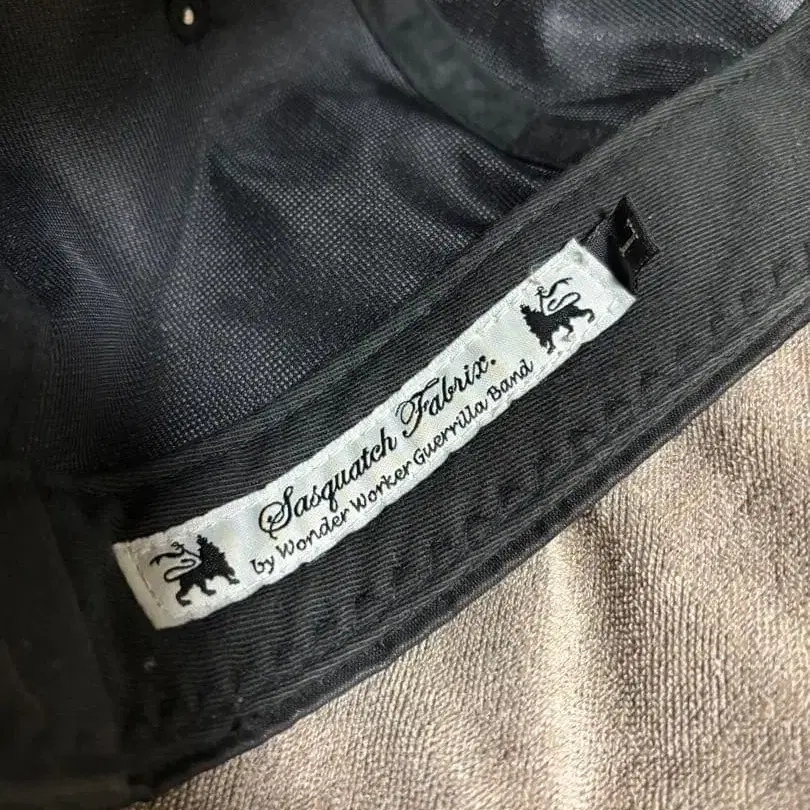 Sasquatch Fabrix.
by Wonder Worker Guerrilla Band